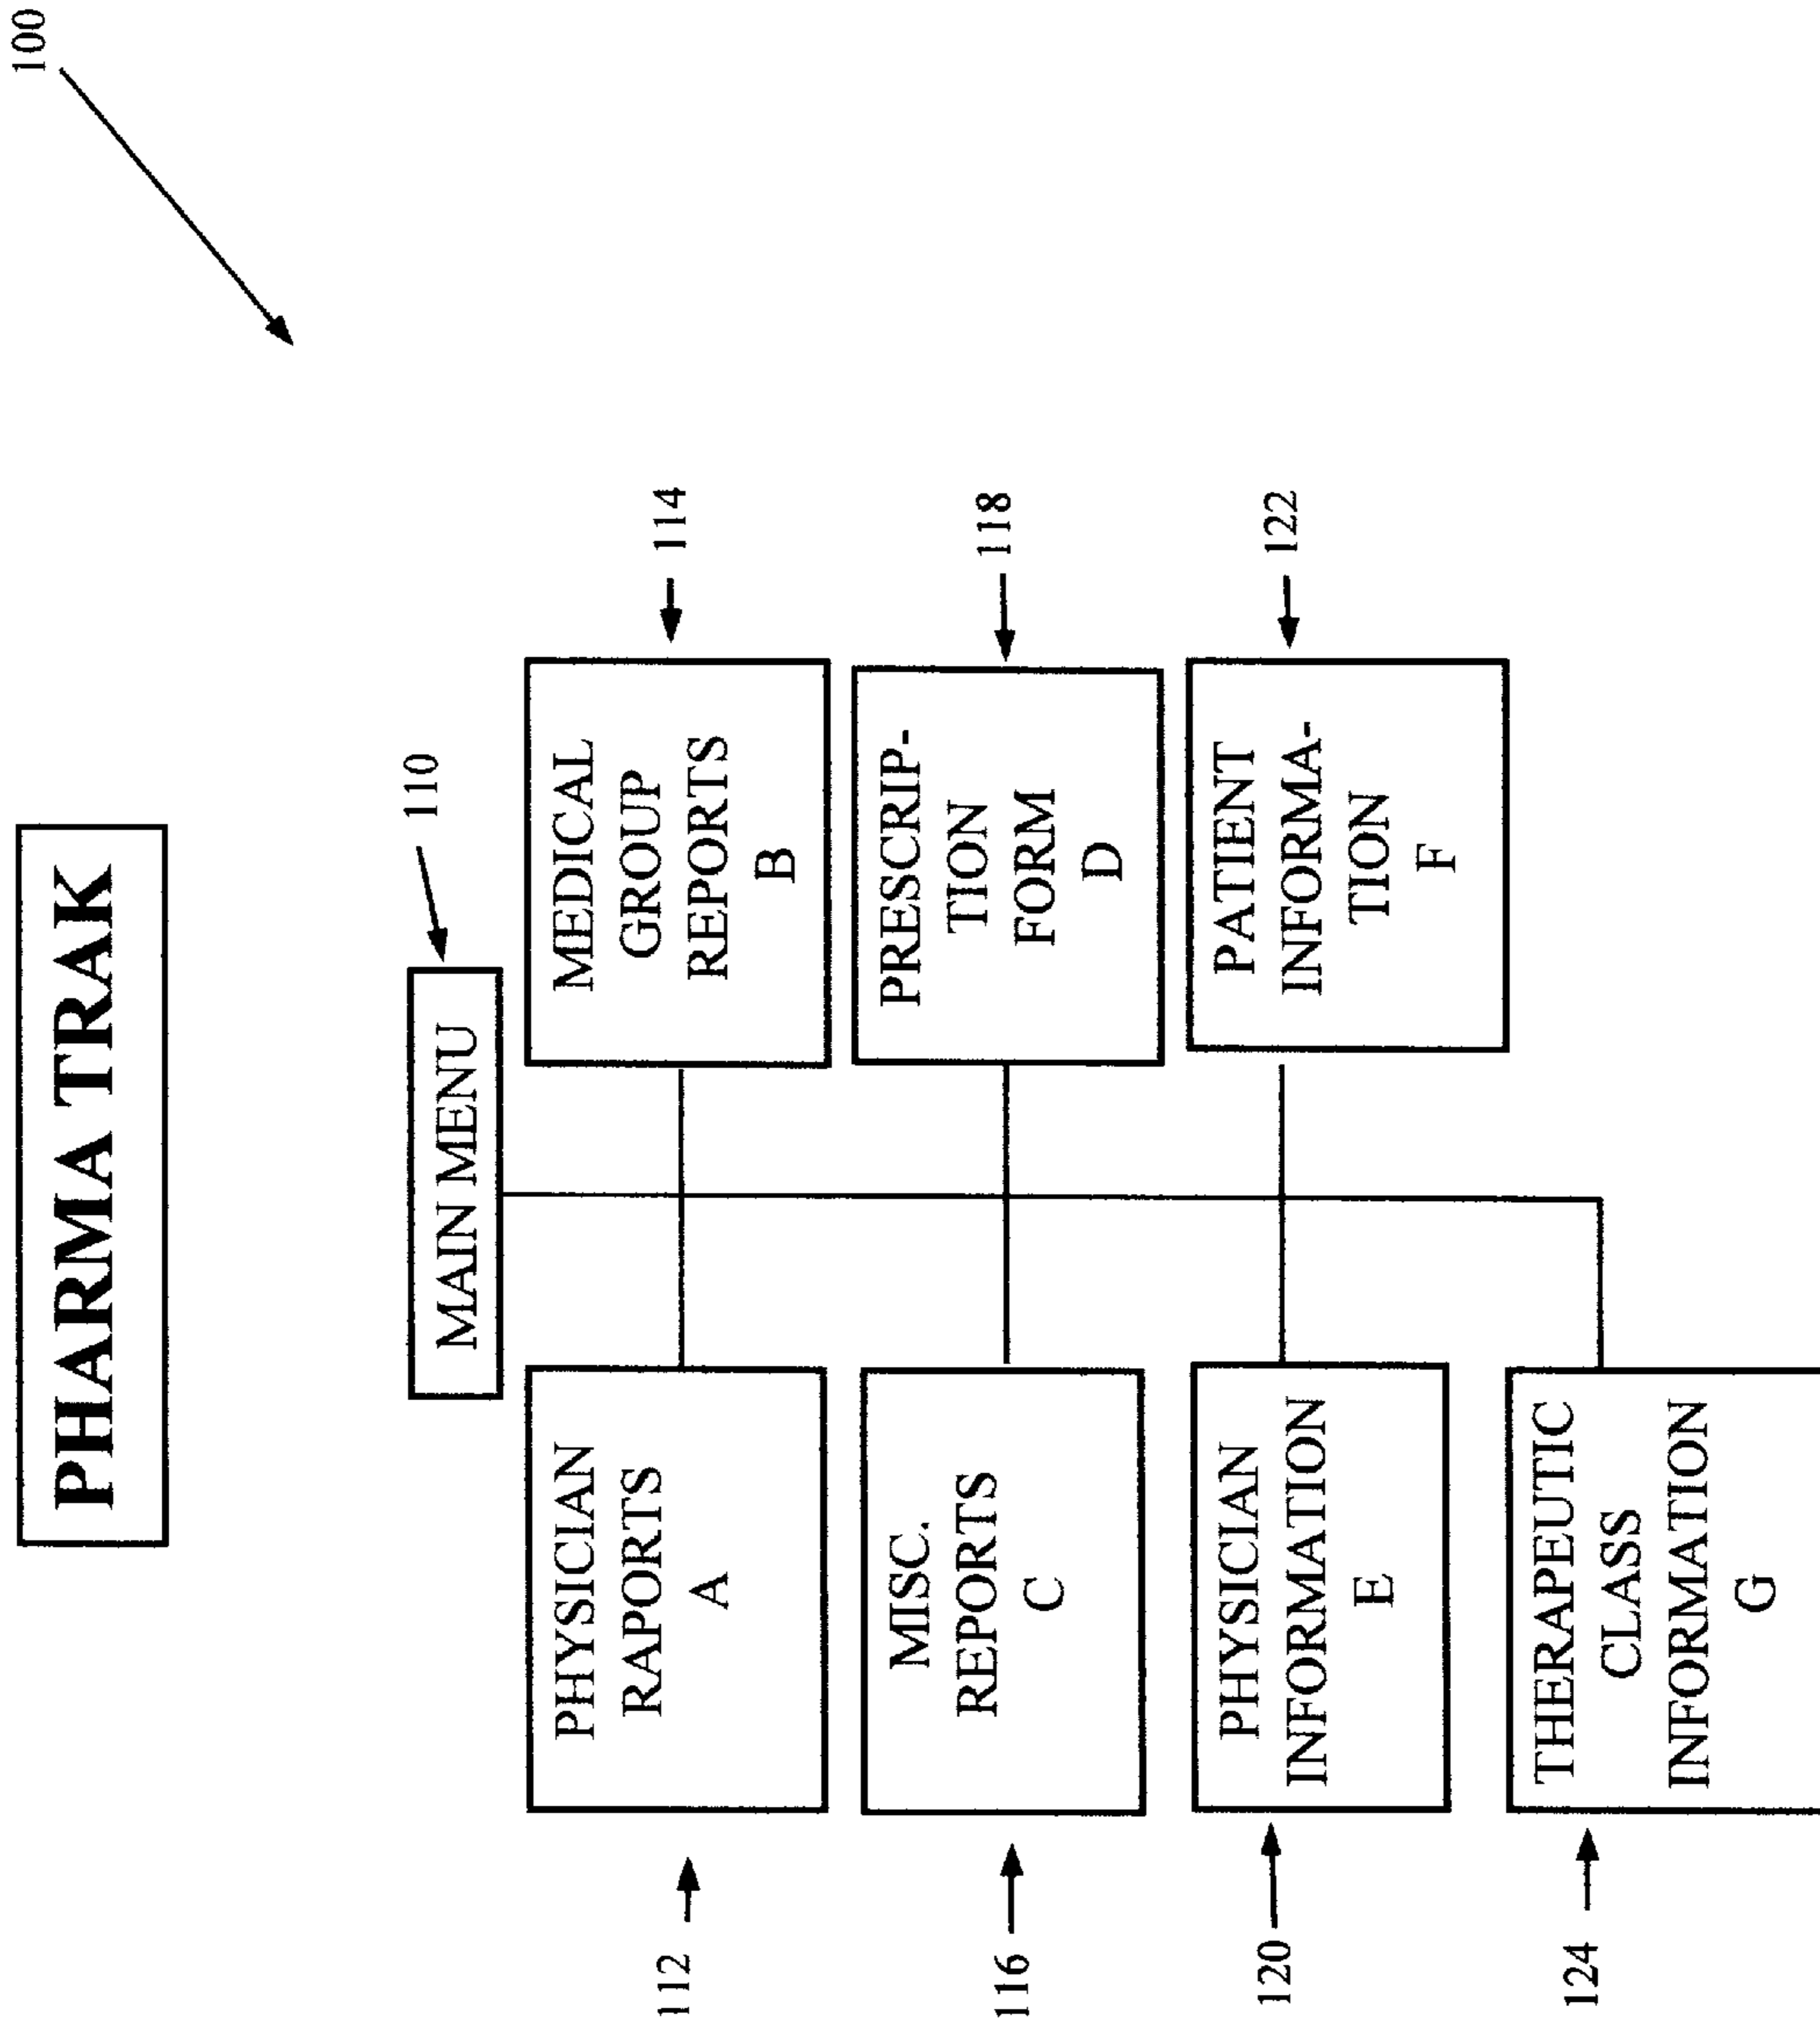 100
PHARMA TRAK
110
MAIN MENU
112
PHYSICIAN
RAPORTS
A
MEDICAL
GROUP
REPORTS
B
114
116
MISC.
REPORTS
C
PRESCRIP-
TION
FORM
D
118
120
PHYSICIAN
INFORMATION
E
PATIENT
INFORMA-
TION
F
122
124
THERAPEUTIC
CLASS
INFORMATION
G